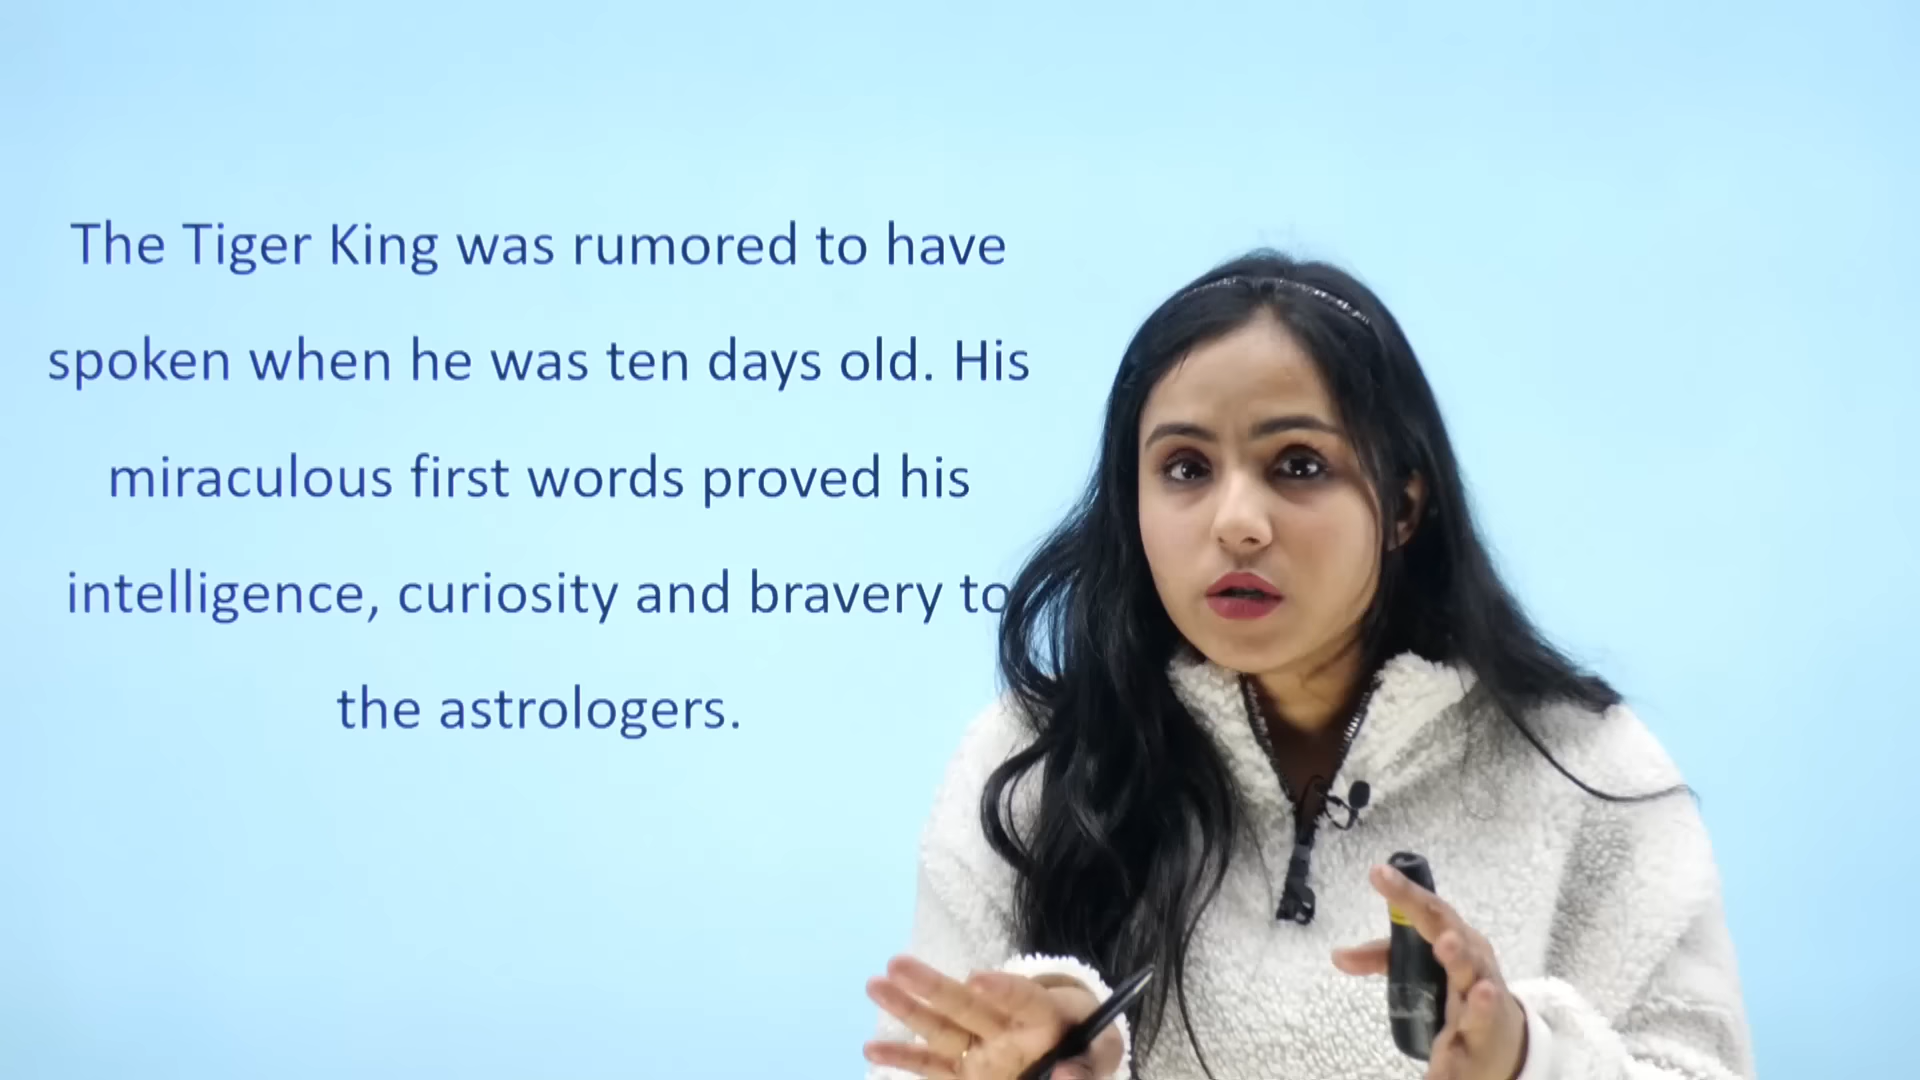 The Tiger King was rumored to have
spoken when he was ten days old. His
miraculous first words proved his
intelligence, curiosity and bravery to
the astrologers.